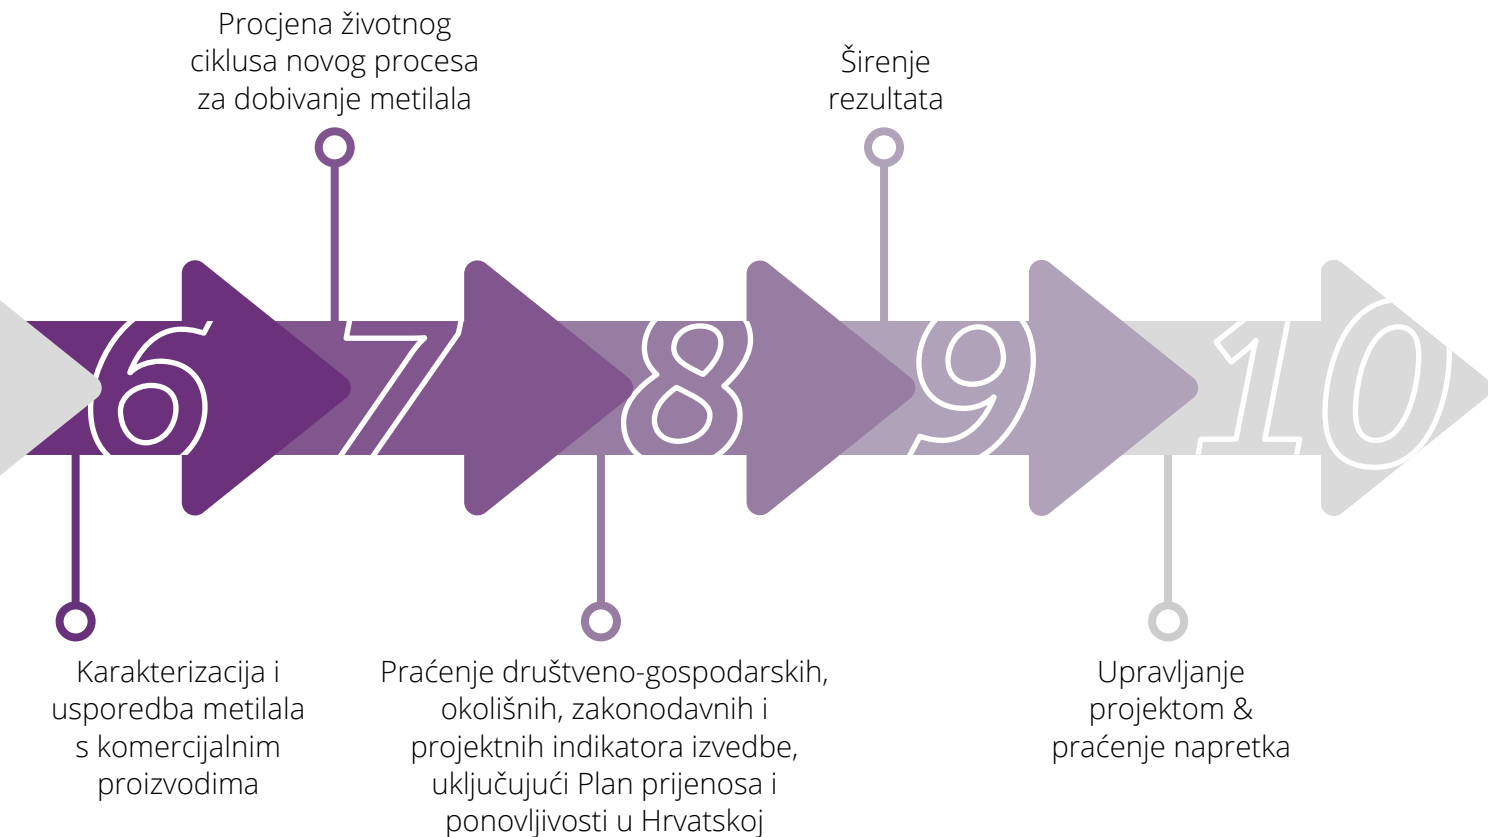 Procjena životnog
ciklusa novog procesa
za dobivanje metilala
Širenje
rezultata
6
7
8
9
10
Karakterizacija i
usporedba metilala
s komercijalnim
proizvodima
Praćenje društveno-gospodarskih,
okolišnih, zakonodavnih i
projektnih indikatora izvedbe,
uključujući Plan prijenosa i
ponovljivosti u Hrvatskoj
Upravljanje
projektom &
praćenje napretka